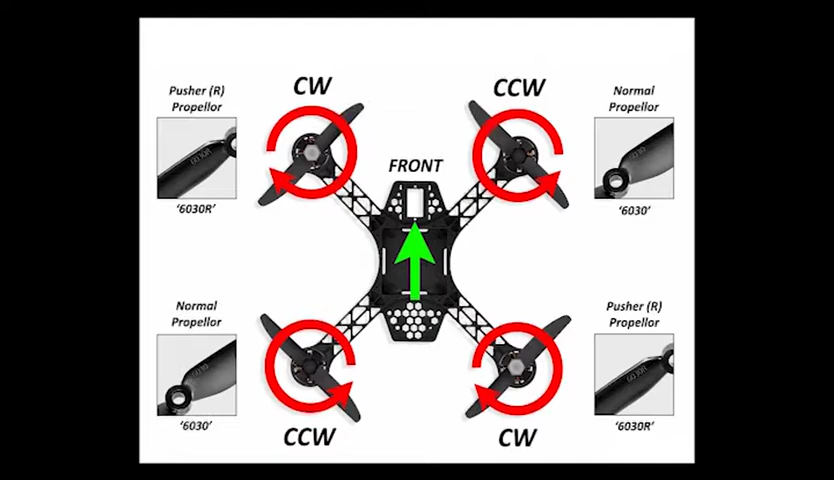 CW
CCW
Pusher (R)
Propellor
Normal
Propellor
FRONT
'6030R'
'6030'
Normal
Propellor
Pusher (R)
Propellor
'6030'
'6030R'
CCW
CW